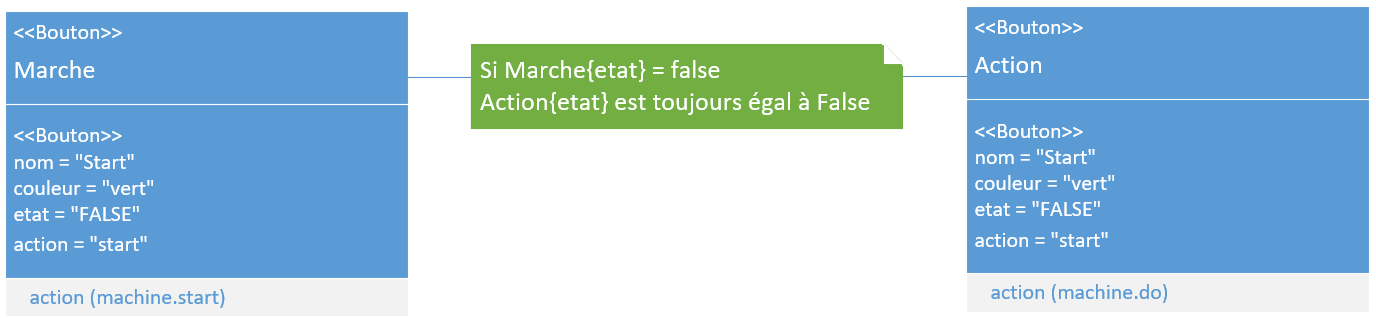 <<Bouton>>
Marche
<<Bouton>>
nom = "Start"
couleur = "vert"
etat = "FALSE"
action = "start"
action (machine.start)
Si Marche{etat} = false
Action{etat} est toujours égal à False
<<Bouton>>
Action
<<Bouton>>
nom = "Start"
couleur = "vert"
etat = "FALSE"
action = "start"
action (machine.do)